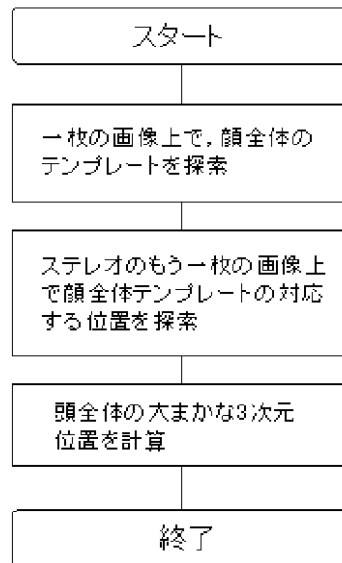 スタート
一枚の画像上で，顔全体の
テンプレートを探索
ステレオのもう一枚の画像上
で顔全体テンプレートの対応
する位置を探索
頭全体の大まかな3次元
位置を計算
終了